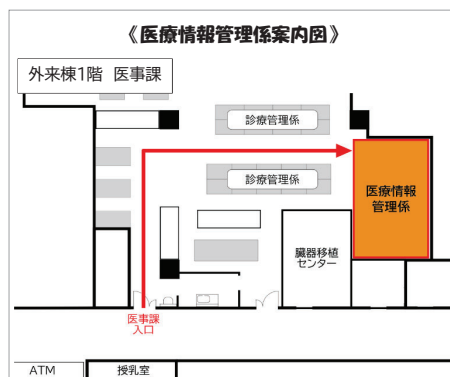 《医療情報管理係案内図》
外来棟1階 医事課
診療管理係
診療管理係
医療情報
管理係
臓器移植
センター
医事課
入口
ATM
授乳室